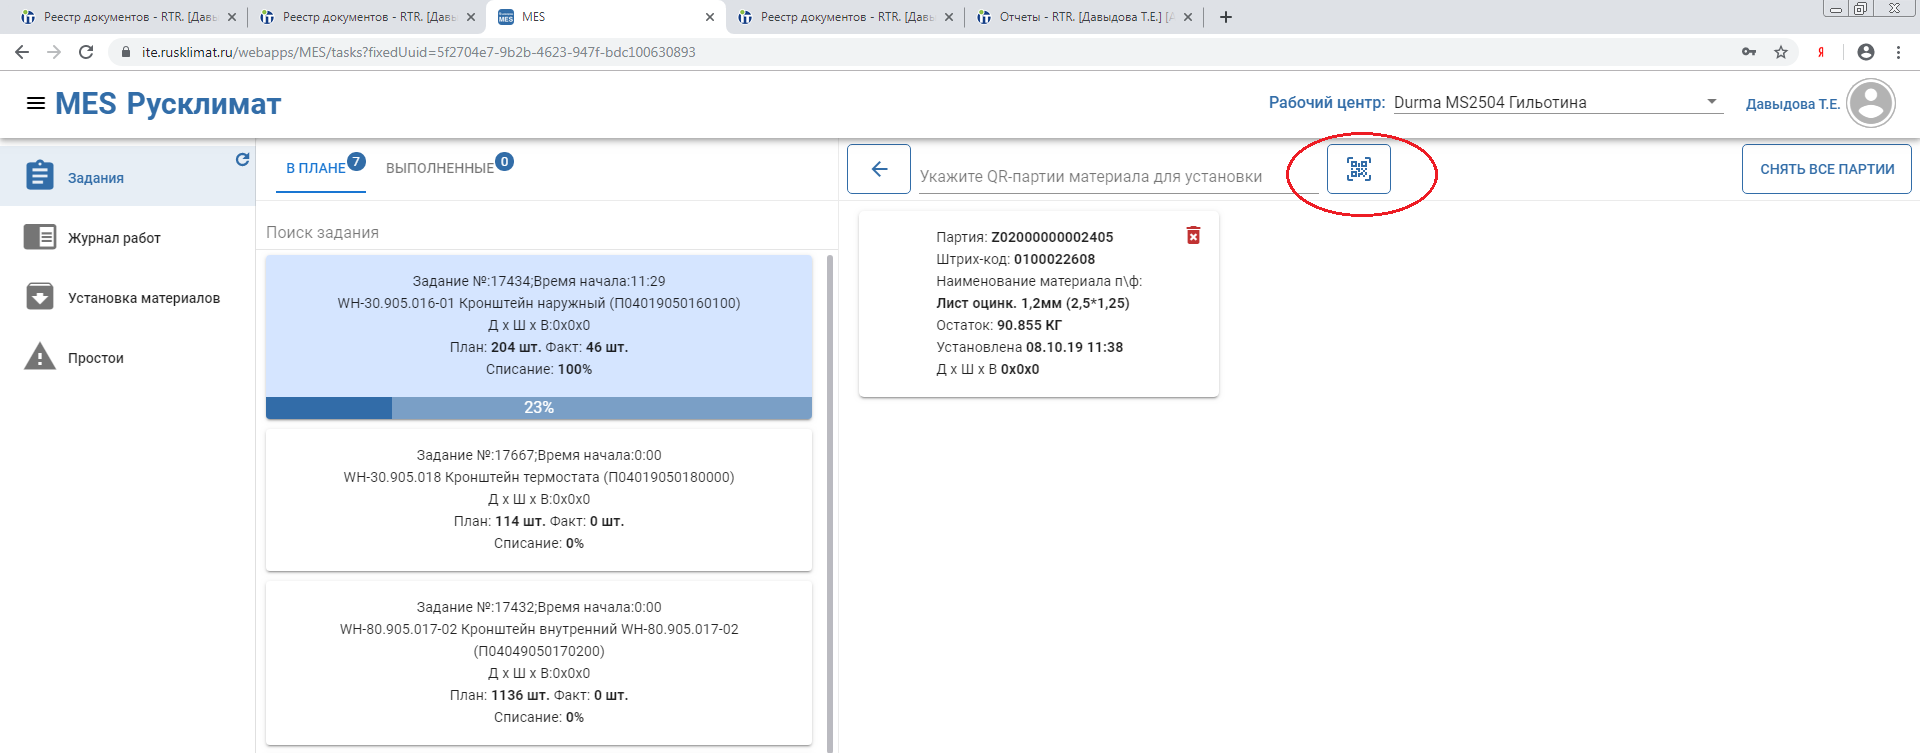 Реестр документов - RTR. [Давы
Реестр документов - RTR. [Давы
MES
Реестр документов - RTR. [Давыд
Отчеты - RTR. [Давыдова Т.Е.] [
ite.rusklimat.ru/webapps/MES/tasks?fixedUuid=5f2704e7-9b2b-4623-947f-bdc100630893
Я
MES Русклимат
Рабочий центр: Durma MS2504 Гильотина
Давыдова Т.Е.
Задания
Журнал работ
Установка материалов
Простои
В ПЛАНЕ 7
ВЫПОЛНЕННЫЕ 0
Поиск задания
Задание №:17434;Время начала:11:29
WH-30.905.016-01 Кронштейн наружный (П04019050160100)
Д х Ш х В:0x0x0
План: 204 шт. Факт: 46 шт.
Списание: 100%
23%
Задание №:17667;Время начала:0:00
WH-30.905.018 Кронштейн термостата (П04019050180000)
Д х Ш х В:0x0x0
План: 114 шт. Факт: 0 шт.
Списание: 0%
Задание №:17432;Время начала:0:00
WH-80.905.017-02 Кронштейн внутренний WH-80.905.017-02
(П04049050170200)
Д х Ш х В:0x0x0
План: 1136 шт. Факт: 0 шт.
Списание: 0%
Укажите QR-партии материала для установки
СНЯТЬ ВСЕ ПАРТИИ
Партия: Z02000000002405
Штрих-код: 0100022608
Наименование материала п\ф:
Лист оцинк. 1,2мм (2,5*1,25)
Остаток: 90.855 КГ
Установлена 08.10.19 11:38
Д х Ш х В 0x0x0